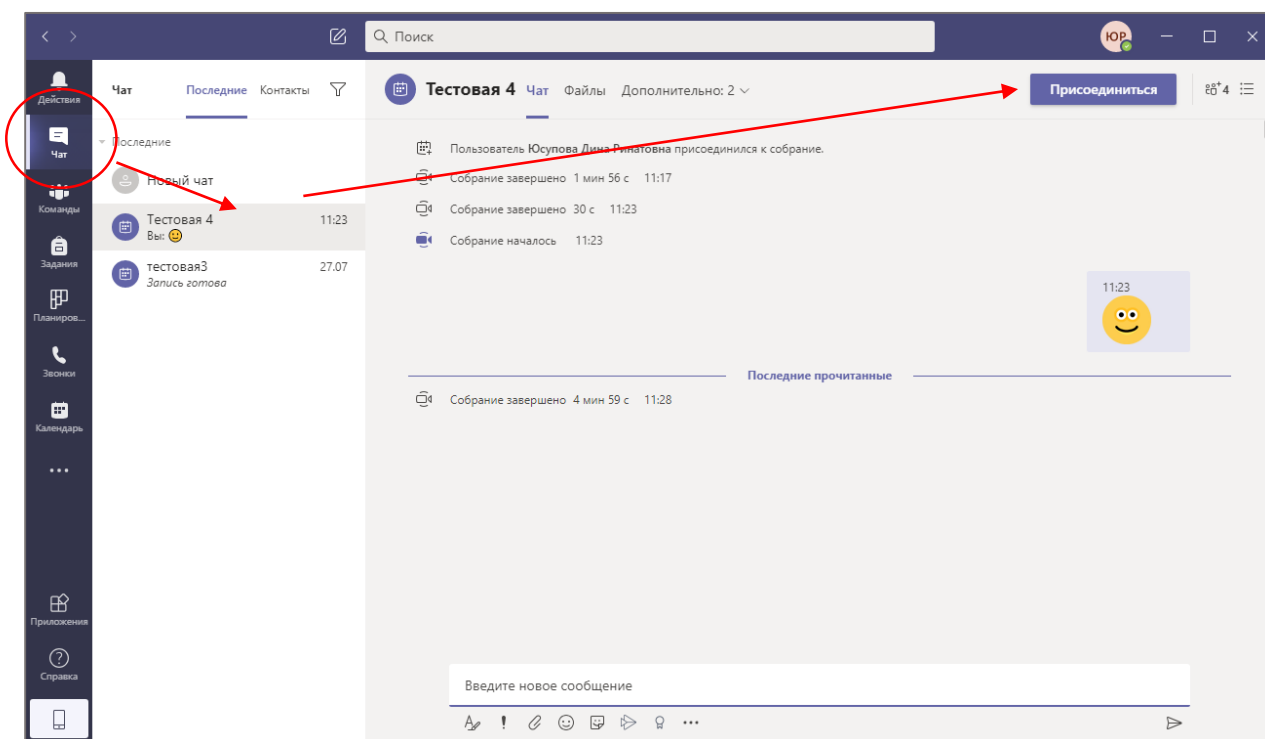 Поиск
ЮР
Действия
Чат
Команды
Задания
Планиров...
Звонки
Календарь
Приложения
Справка
Чат Последние Контакты
Последние
Новый чат
Тестовая 4 11:23
Вы:
тестовая3 27.07
Запись готова
Тестовая 4 Чат Файлы Дополнительно: 2 Присоединиться 4
Пользователь Юсупова Дина Ринатовна присоединился к собрание.
Собрание завершено 1 мин 56 с 11:17
Собрание завершено 30 с 11:23
Собрание началось 11:23
11:23
Последние прочитанные
Собрание завершено 4 мин 59 с 11:28
Введите новое сообщение